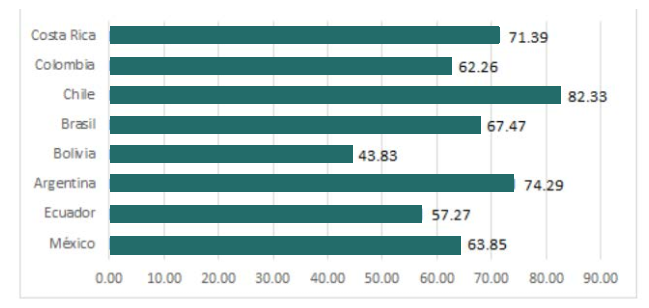 Costa Rica 71.39
Colombia 62.26
Chile 82.33
Brasil 67.47
Bolivia 43.83
Argentina 74.29
Ecuador 57.27
México 63.85
0.00 10.00 20.00 30.00 40.00 50.00 60.00 70.00 80.00 90.00